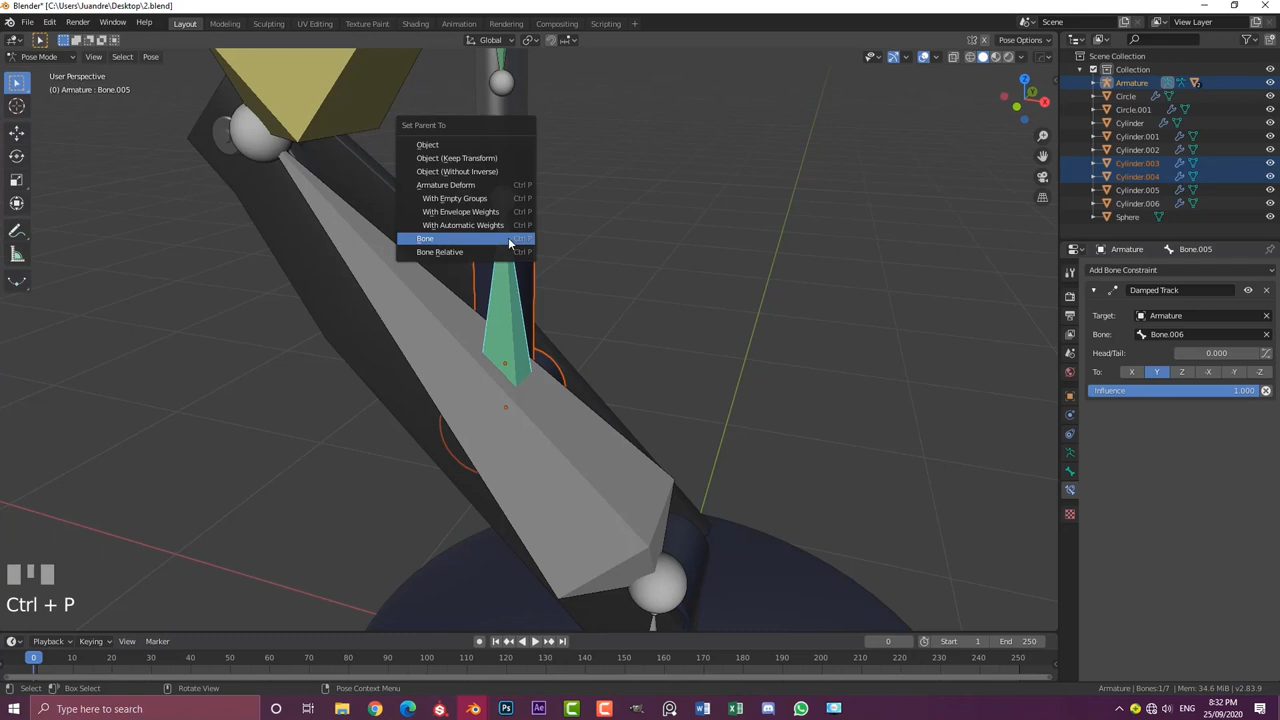 Blender* [C:\Users\Juandre\Desktop\2.blend]
File Edit Render Window Help Layout Modeling Sculpting UV Editing Texture Paint Shading Animation Rendering Compositing Scripting + Scene View Layer
Global Pose Options
Pose Mode View Select Pose
User Perspective
(0) Armature : Bone.005
Set Parent To
Object
Object (Keep Transform)
Object (Without Inverse)
Armature Deform Ctrl P
With Empty Groups Ctrl P
With Envelope Weights Ctrl P
With Automatic Weights Ctrl P
Bone Ctrl P
Bone Relative Ctrl P
Z
Y
X
Scene Collection
Collection
Armature
2
Circle
Circle.001
Cylinder
Cylinder.001
Cylinder.002
Cylinder.003
Cylinder.004
Cylinder.005
Cylinder.006
Sphere
Armature Bone.005
Add Bone Constraint
Damped Track
Target: Armature
Bone: Bone.006
Head/Tail: 0.000
To: X Y Z -X -Y -Z
Influence 1.000
Ctrl + P
Playback Keying View Marker 0 Start 1 End 250
0 10 20 30 40 50 60 70 80 90 100 110 120 130 140 150 160 170 180 190 200 210 220 230 240 250
Select Box Select Rotate View Pose Context Menu Armature | Bones:1/7 | Mem: 34.6 MiB | v2.83.9
Type here to search
8:32 PM
25/09/2020